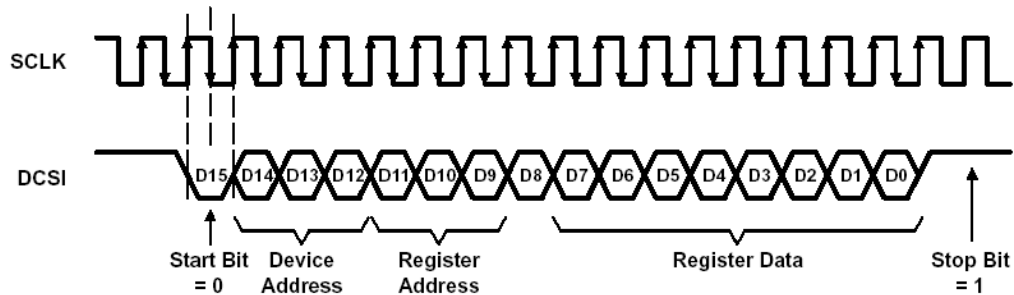 SCLK
DCSI
D15 D14 D13 D12 D11 D10 D9 D8 D7 D6 D5 D4 D3 D2 D1 D0
Start Bit
= 0
Device
Address
Register
Address
Register Data
Stop Bit
= 1